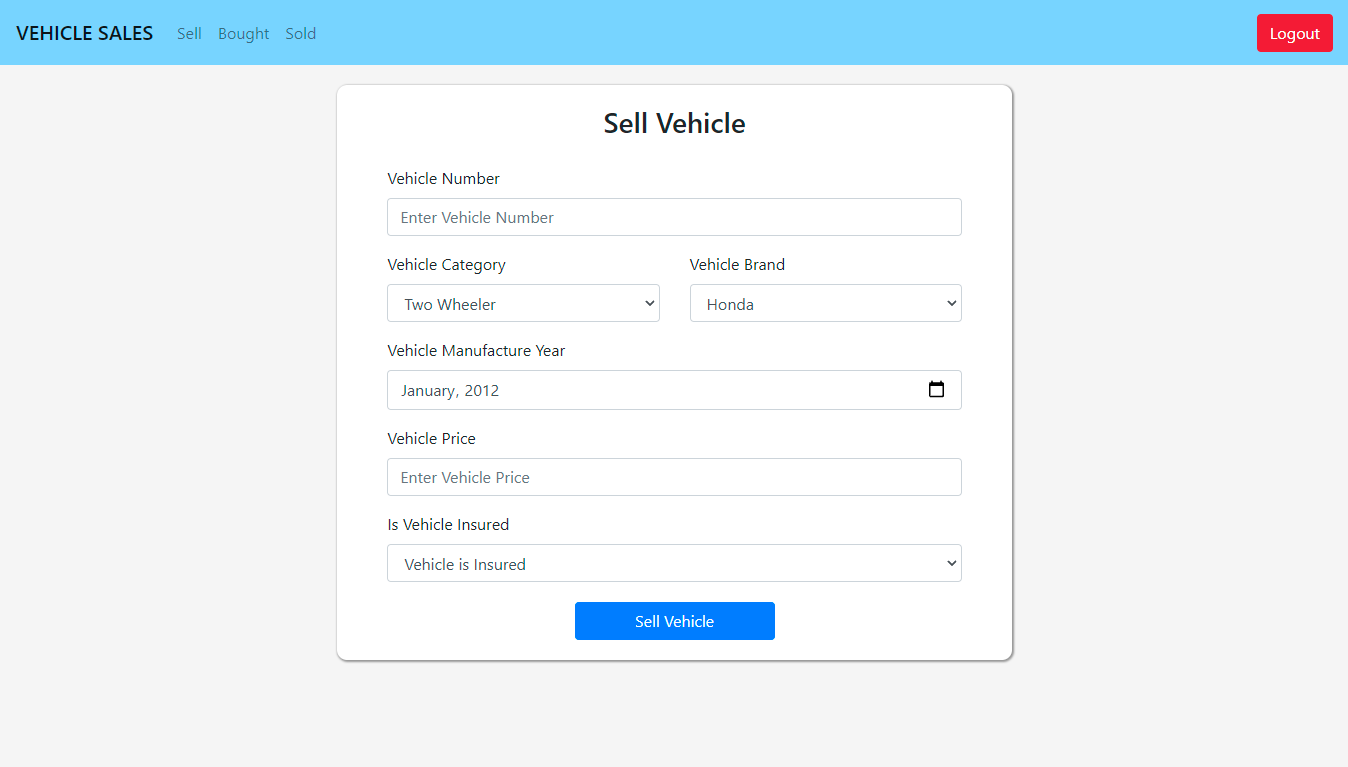 VEHICLE SALES Sell Bought Sold Logout
Sell Vehicle
Vehicle Number
Enter Vehicle Number
Vehicle Category Vehicle Brand
Two Wheeler Honda
Vehicle Manufacture Year
January, 2012
Vehicle Price
Enter Vehicle Price
Is Vehicle Insured
Vehicle is Insured
Sell Vehicle